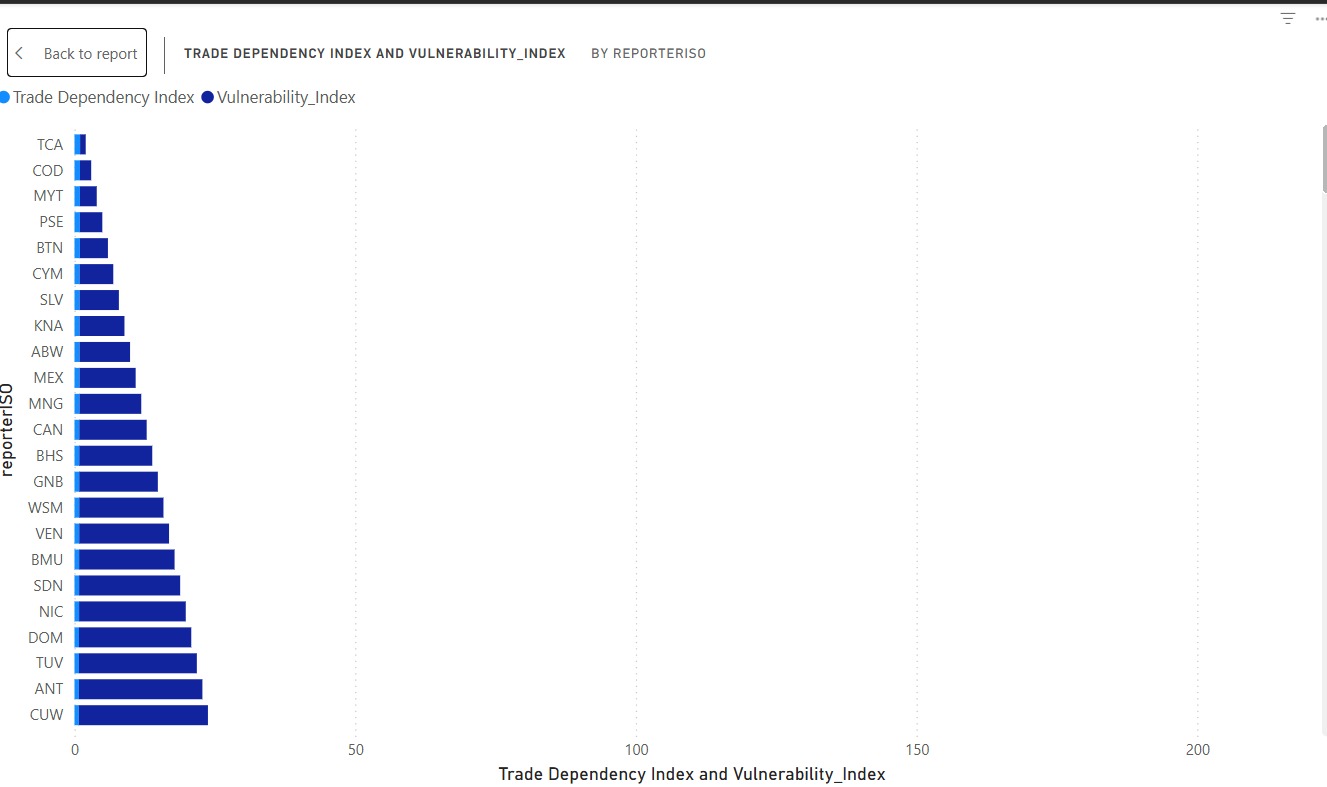 Back to report
TRADE DEPENDENCY INDEX AND VULNERABILITY_INDEX BY REPORTERISO
Trade Dependency Index Vulnerability_Index
reporterISO
TCA
COD
MYT
PSE
BTN
CYM
SLV
KNA
ABW
MEX
MNG
CAN
BHS
GNB
WSM
VEN
BMU
SDN
NIC
DOM
TUV
ANT
CUW
0 50 100 150 200
Trade Dependency Index and Vulnerability_Index